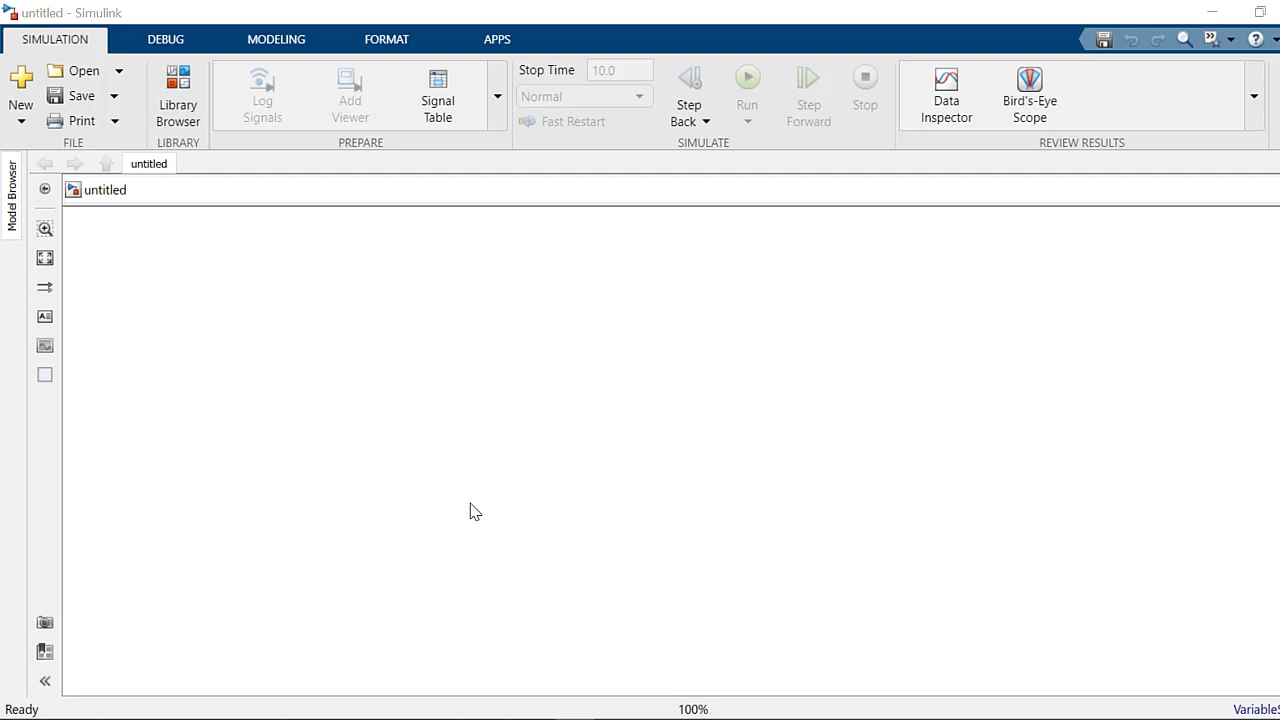 untitled - Simulink
SIMULATION DEBUG MODELING FORMAT APPS
New
Open
Save
Print
FILE
Library
Browser
LIBRARY
Log
Signals
Add
Viewer
Signal
Table
PREPARE
Stop Time 10.0
Normal
Fast Restart
Step
Back
Run
Step
Forward
Stop
SIMULATE
Data
Inspector
Bird's-Eye
Scope
REVIEW RESULTS
Model Browser
untitled
untitled
Ready 100%